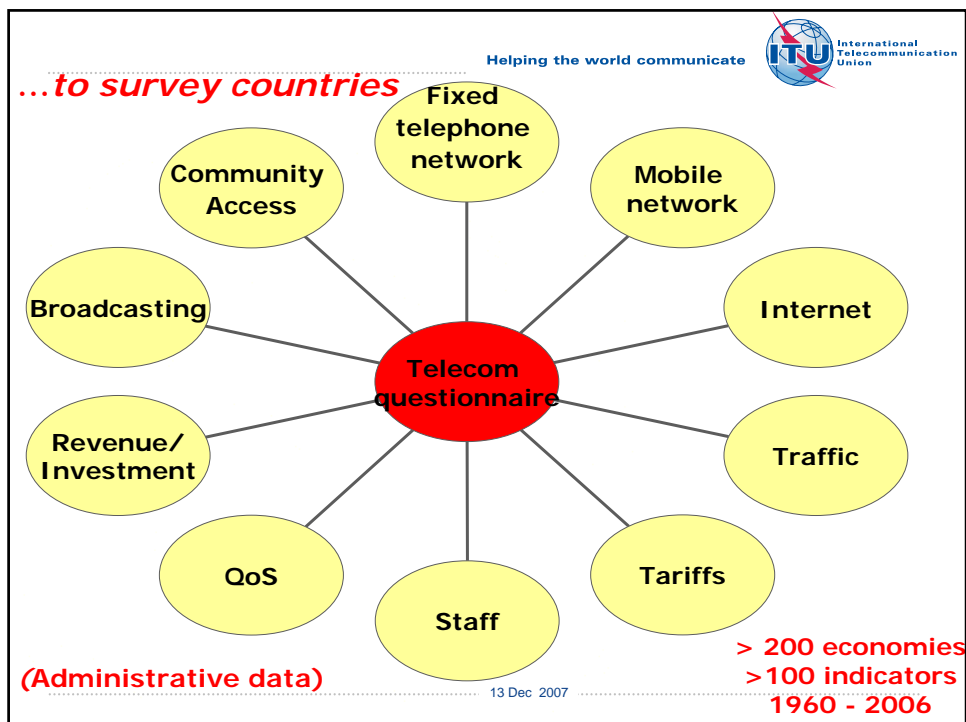 Helping the world communicate
ITU
International
Telecommunication
Union
...to survey countries
Fixed
telephone
network
Community
Access
Mobile
network
Broadcasting
Internet
Telecom
questionnaire
Revenue/
Investment
Traffic
QoS
Tariffs
Staff
> 200 economies
>100 indicators
1960 - 2006
(Administrative data)
13 Dec 2007